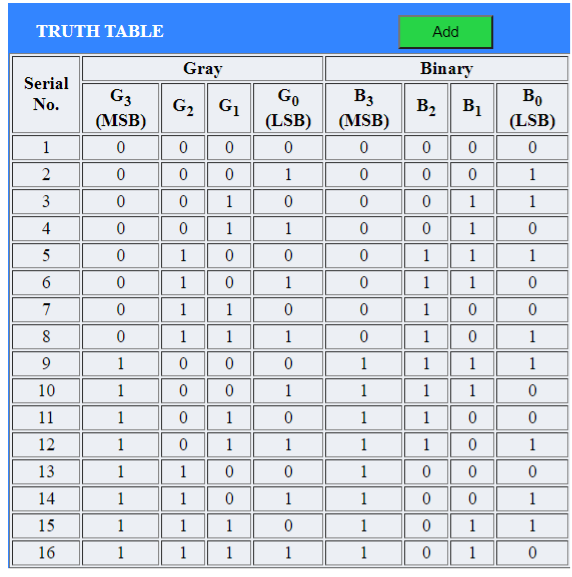 TRUTH TABLE Add
Serial No. Gray Binary
G3 (MSB) G2 G1 G0 (LSB) B3 (MSB) B2 B1 B0 (LSB)
1 0 0 0 0 0 0 0 0
2 0 0 0 1 0 0 0 1
3 0 0 1 0 0 0 1 1
4 0 0 1 1 0 0 1 0
5 0 1 0 0 0 1 1 1
6 0 1 0 1 0 1 1 0
7 0 1 1 0 0 1 0 0
8 0 1 1 1 0 1 0 1
9 1 0 0 0 1 1 1 1
10 1 0 0 1 1 1 1 0
11 1 0 1 0 1 1 0 0
12 1 0 1 1 1 1 0 1
13 1 1 0 0 1 0 0 0
14 1 1 0 1 1 0 0 1
15 1 1 1 0 1 0 1 1
16 1 1 1 1 1 0 1 0